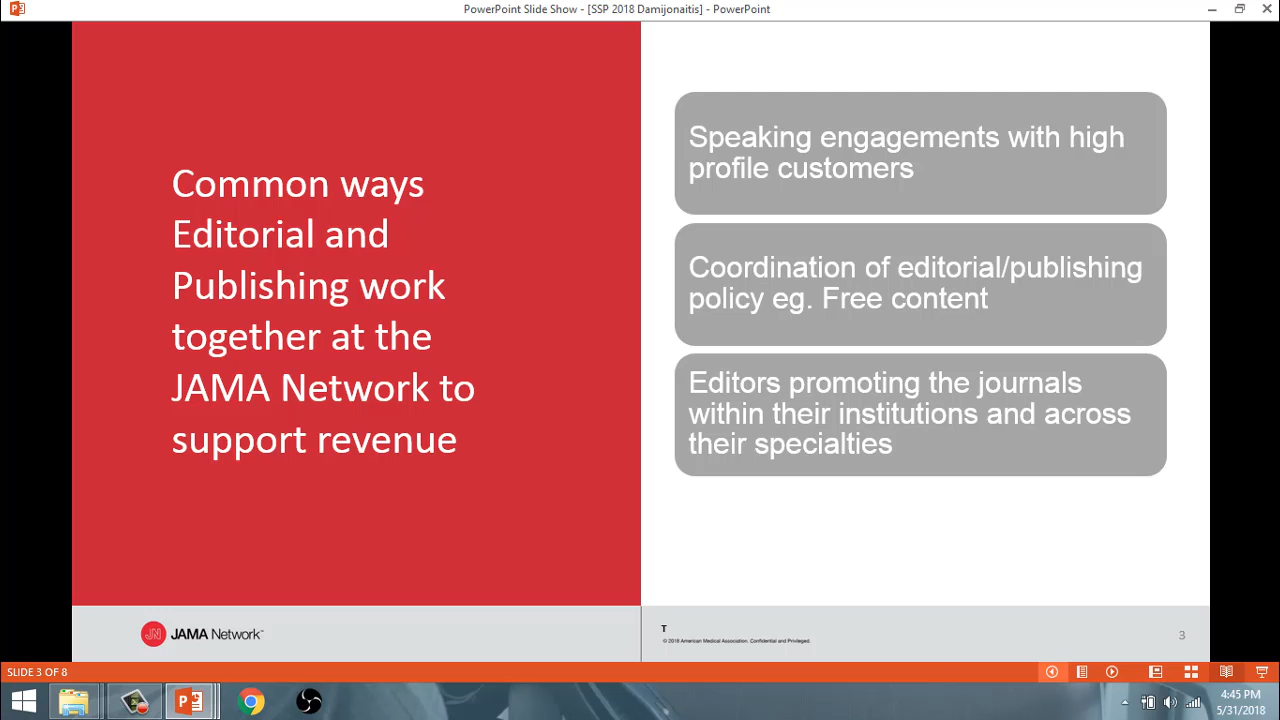 PowerPoint Slide Show - [SSP 2018 Damijonaitis] - PowerPoint
Common ways
Editorial and
Publishing work
together at the
JAMA Network to
support revenue
Speaking engagements with high
profile customers
Coordination of editorial/publishing
policy eg. Free content
Editors promoting the journals
within their institutions and across
their specialties
JN JAMA Network™
T
© 2018 American Medical Association. Confidential and Privileged.
3
SLIDE 3 OF 8
4:45 PM
5/31/2018